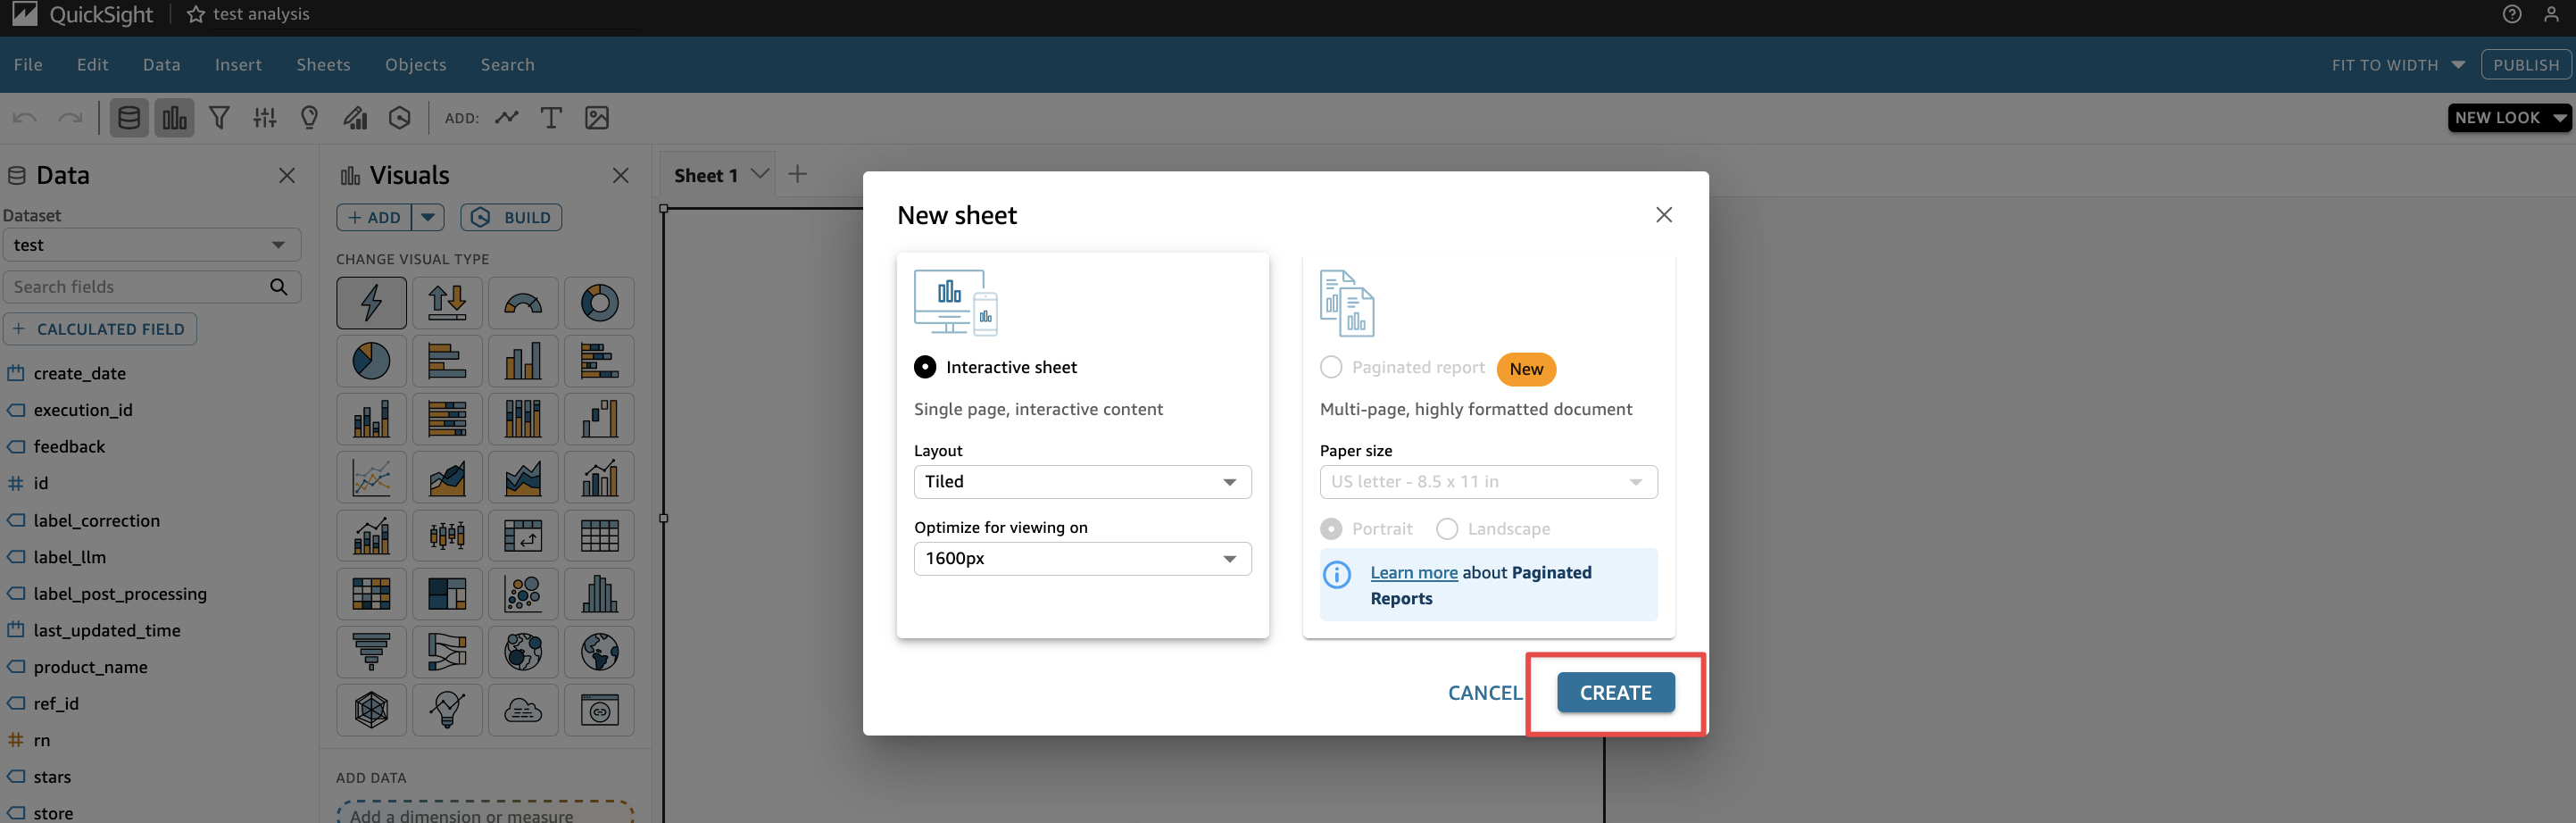 QuickSight
test analysis
File
Edit
Data
Insert
Sheets
Objects
Search
FIT TO WIDTH
PUBLISH
ADD:
NEW LOOK
Data
Dataset
test
Search fields
+ CALCULATED FIELD
create_date
execution_id
feedback
id
label_correction
label_llm
label_post_processing
last_updated_time
product_name
ref_id
rn
stars
store
Visuals
+ ADD
BUILD
CHANGE VISUAL TYPE
ADD DATA
Add a dimension or measure
Sheet 1
New sheet
Interactive sheet
Single page, interactive content
Layout
Tiled
Optimize for viewing on
1600px
Paginated report
New
Multi-page, highly formatted document
Paper size
US letter - 8.5 x 11 in
Portrait
Landscape
Learn more about Paginated
Reports
CANCEL
CREATE